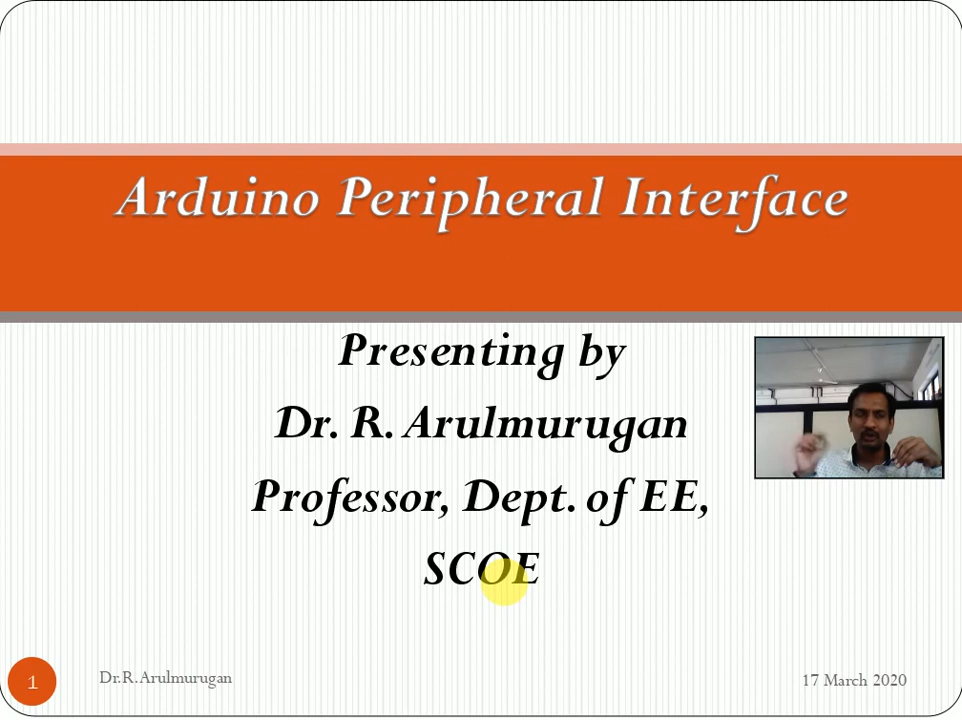 Arduino Peripheral Interface
Presenting by
Dr. R. Arulmurugan
Professor, Dept. of EE,
SCOE
1
Dr.R.Arulmurugan
17 March 2020